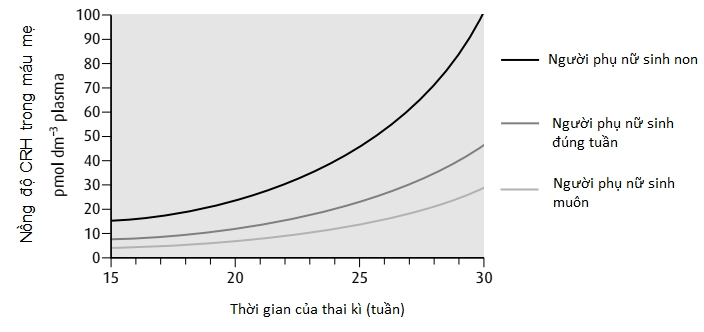 Nồng độ CRH trong máu mẹ
pmol dm⁻³ plasma
100
90
80
70
60
50
40
30
20
10
0
15
20
25
30
Thời gian của thai kì (tuần)
Người phụ nữ sinh non
Người phụ nữ sinh
đúng tuần
Người phụ nữ sinh
muôn